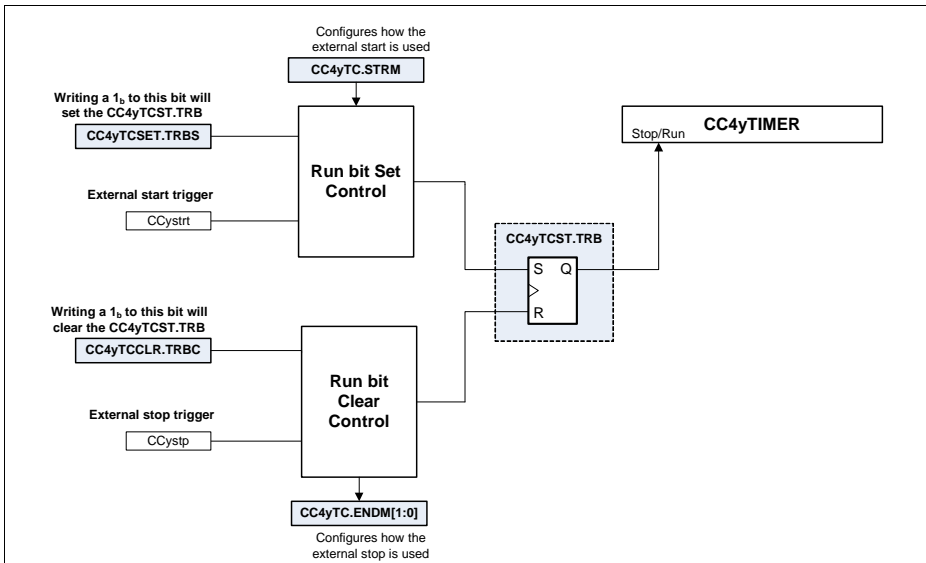 Configures how the
external start is used
CC4yTC.STRM
Writing a 1b to this bit will
set the CC4yTCST.TRB
CC4yTCSET.TRBS
Run bit Set
Control
External start trigger
CCystrt
CC4yTIMER
Stop/Run
CC4yTCST.TRB
S Q
R
Writing a 1b to this bit will
clear the CC4yTCST.TRB
CC4yTCCLR.TRBC
Run bit
Clear
Control
External stop trigger
CCystp
CC4yTC.ENDM[1:0]
Configures how the
external stop is used